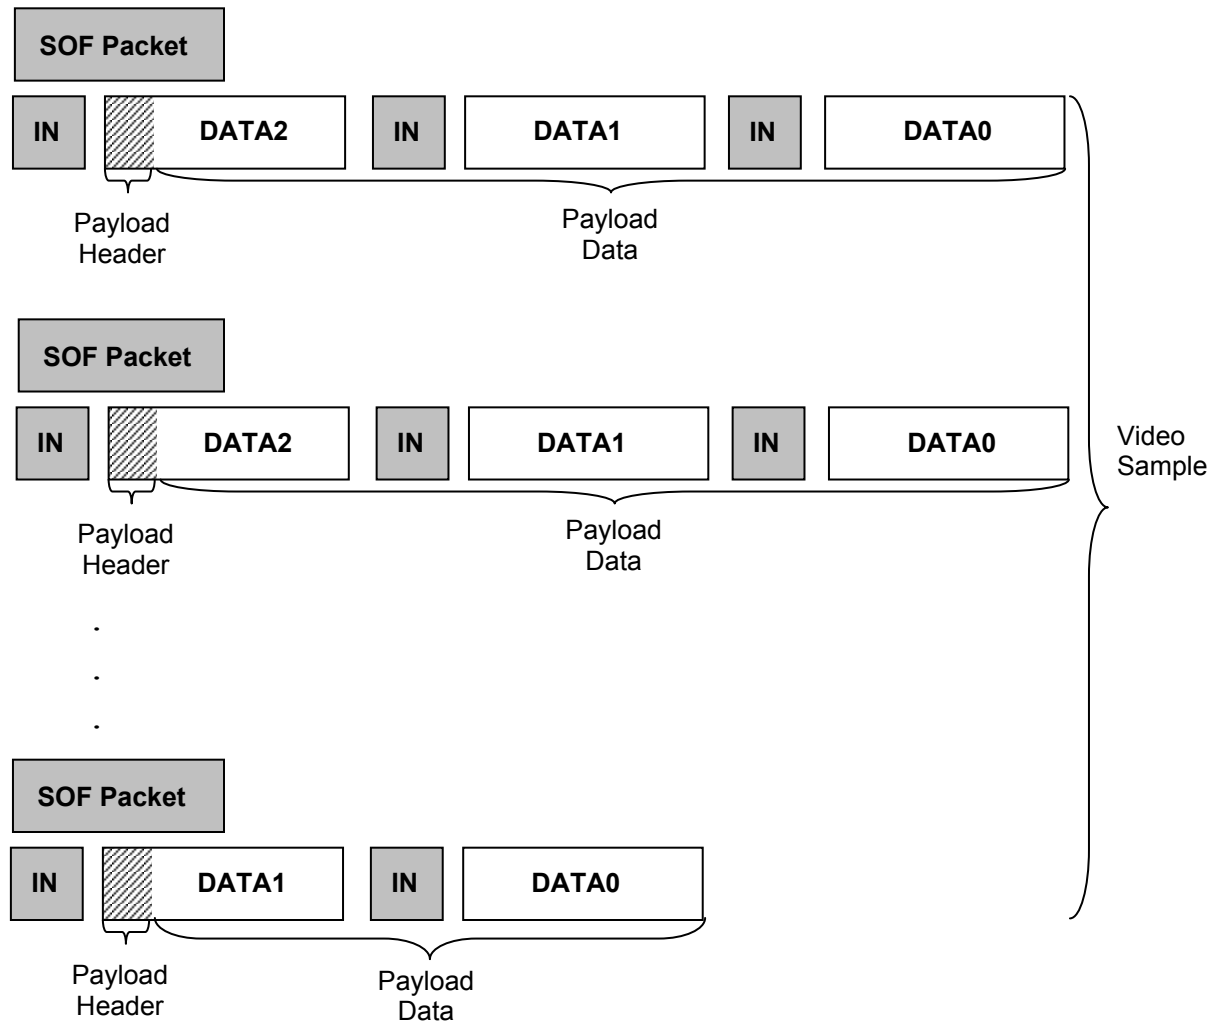 SOF Packet
IN DATA2 IN DATA1 IN DATA0
Payload
Header
Payload
Data
SOF Packet
IN DATA2 IN DATA1 IN DATA0
Video
Sample
Payload
Header
Payload
Data
.
.
.
SOF Packet
IN DATA1 IN DATA0
Payload
Header
Payload
Data